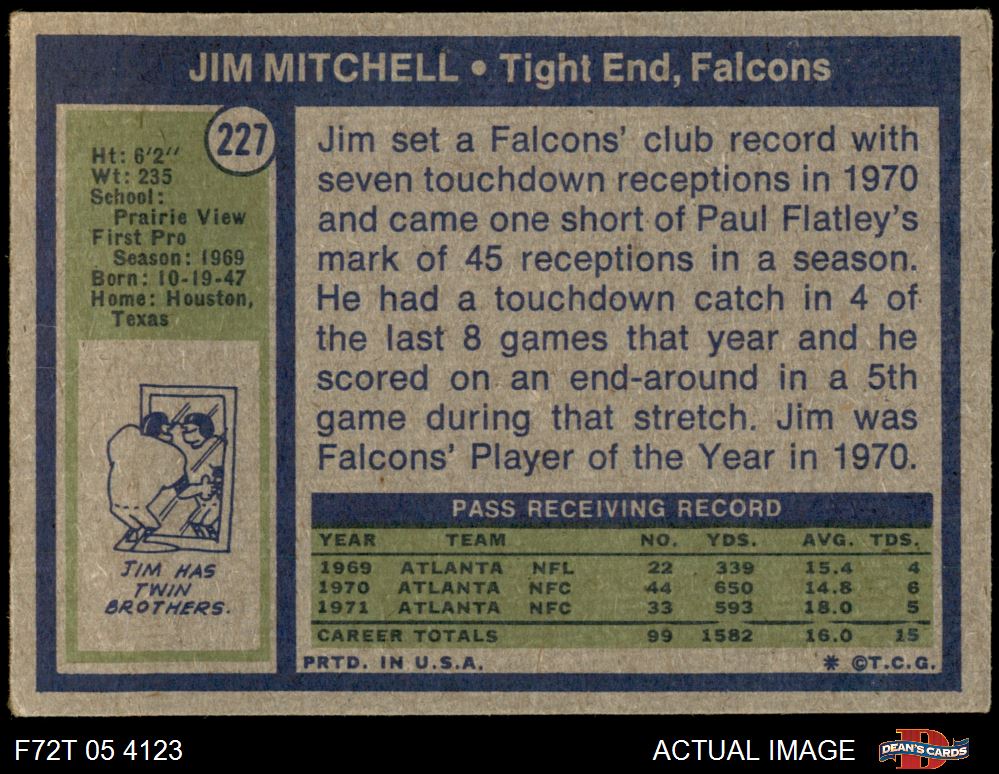 JIM MITCHELL • Tight End, Falcons
227
Ht: 6'2''
Wt: 235
School:
Prairie View
First Pro
Season: 1969
Born: 10-19-47
Home: Houston,
Texas
JIM HAS
TWIN
BROTHERS.
Jim set a Falcons' club record with
seven touchdown receptions in 1970
and came one short of Paul Flatley's
mark of 45 receptions in a season.
He had a touchdown catch in 4 of
the last 8 games that year and he
scored on an end-around in a 5th
game during that stretch. Jim was
Falcons' Player of the Year in 1970.
PASS RECEIVING RECORD
YEAR TEAM NO. YDS. AVG. TDS.
1969 ATLANTA NFL 22 339 15.4 4
1970 ATLANTA NFC 44 650 14.8 6
1971 ATLANTA NFC 33 593 18.0 5
CAREER TOTALS 99 1582 16.0 15
PRTD. IN U.S.A. * ©T.C.G.
F72T 05 4123 ACTUAL IMAGE D DEAN'S CARDS